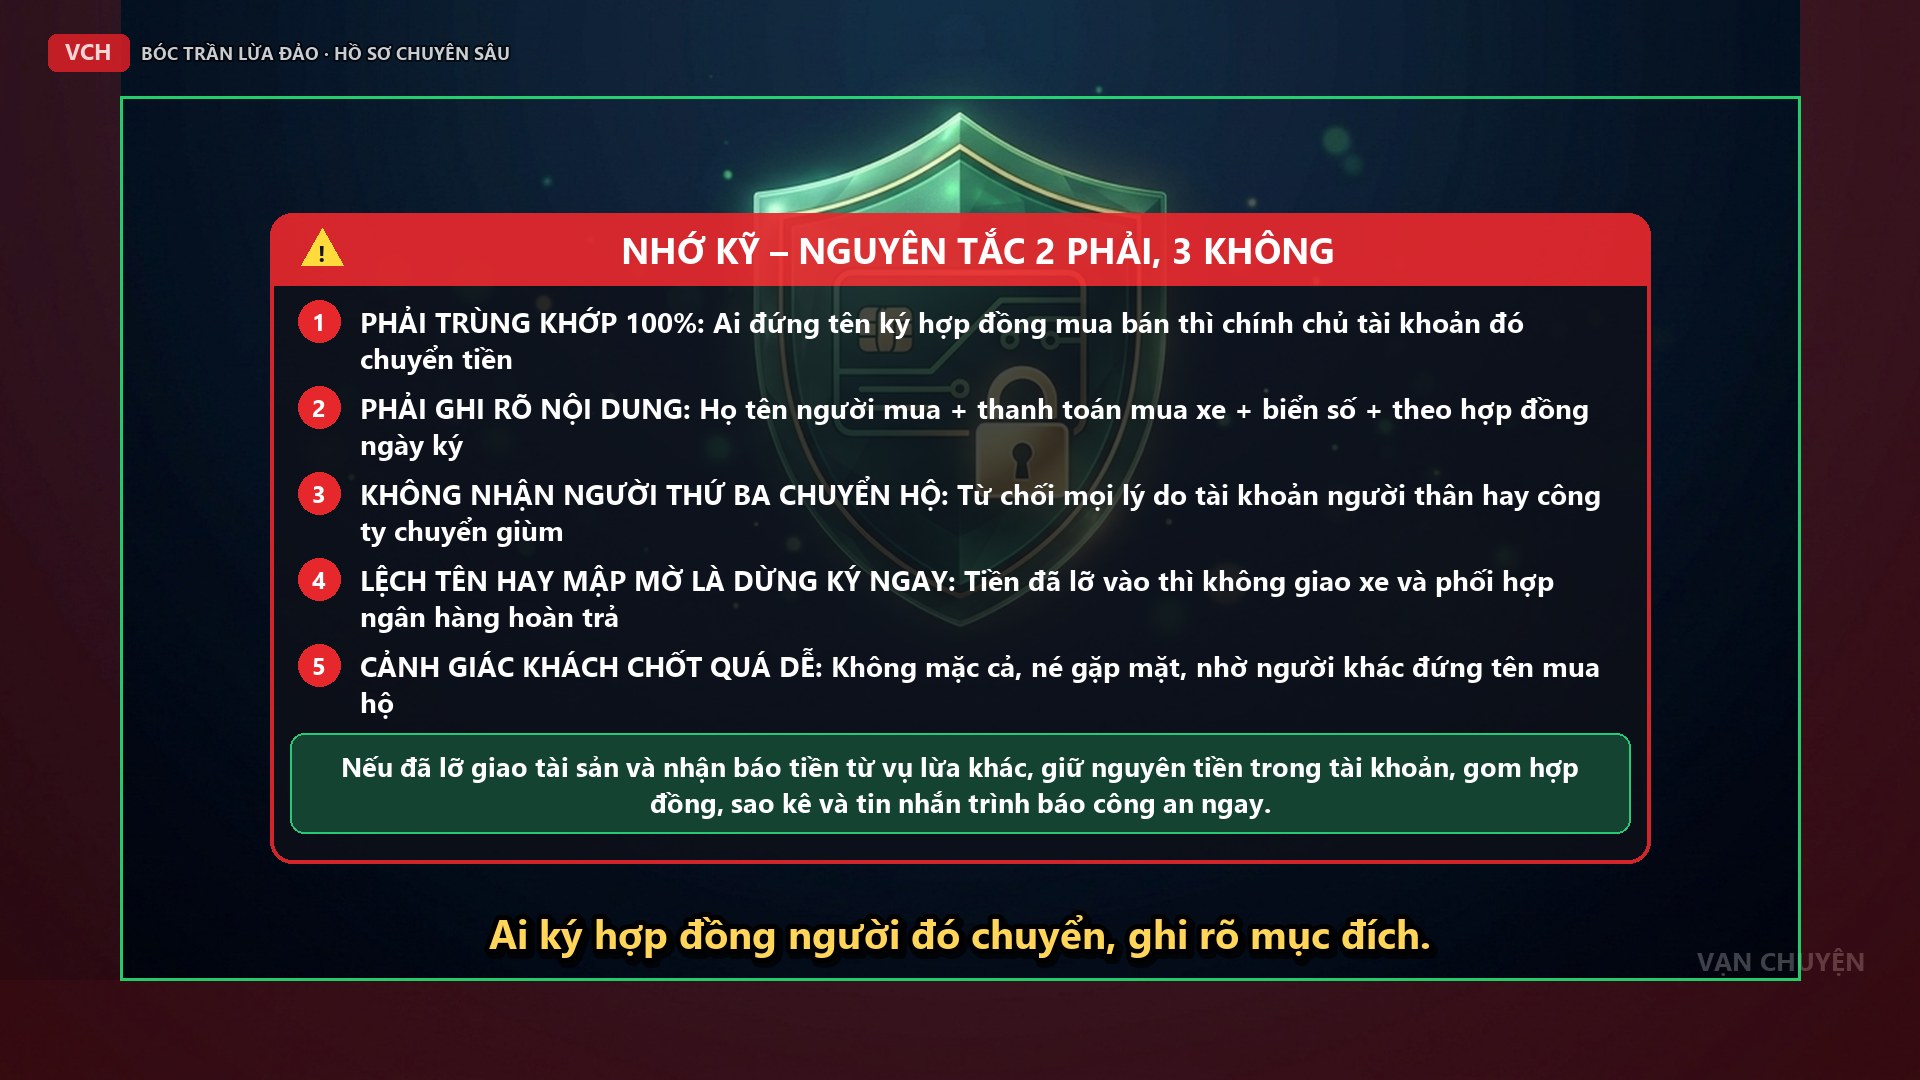 VCH BÓC TRẦN LỪA ĐẢO · HỒ SƠ CHUYÊN SÂU
NHỚ KỸ – NGUYÊN TẮC 2 PHẢI, 3 KHÔNG
1 PHẢI TRÙNG KHỚP 100%: Ai đứng tên ký hợp đồng mua bán thì chính chủ tài khoản đó
chuyển tiền
2 PHẢI GHI RÕ NỘI DUNG: Họ tên người mua + thanh toán mua xe + biển số + theo hợp đồng
ngày ký
3 KHÔNG NHẬN NGƯỜI THỨ BA CHUYỂN HỘ: Từ chối mọi lý do tài khoản người thân hay công
ty chuyển giùm
4 LỆCH TÊN HAY MẬP MỜ LÀ DỪNG KÝ NGAY: Tiền đã lỡ vào thì không giao xe và phối hợp
ngân hàng hoàn trả
5 CẢNH GIÁC KHÁCH CHỐT QUÁ DỄ: Không mặc cả, né gặp mặt, nhờ người khác đứng tên mua
hộ
Nếu đã lỡ giao tài sản và nhận báo tiền từ vụ lừa khác, giữ nguyên tiền trong tài khoản, gom hợp
đồng, sao kê và tin nhắn trình báo công an ngay.
Ai ký hợp đồng người đó chuyển, ghi rõ mục đích.
VẠN CHUYỆN